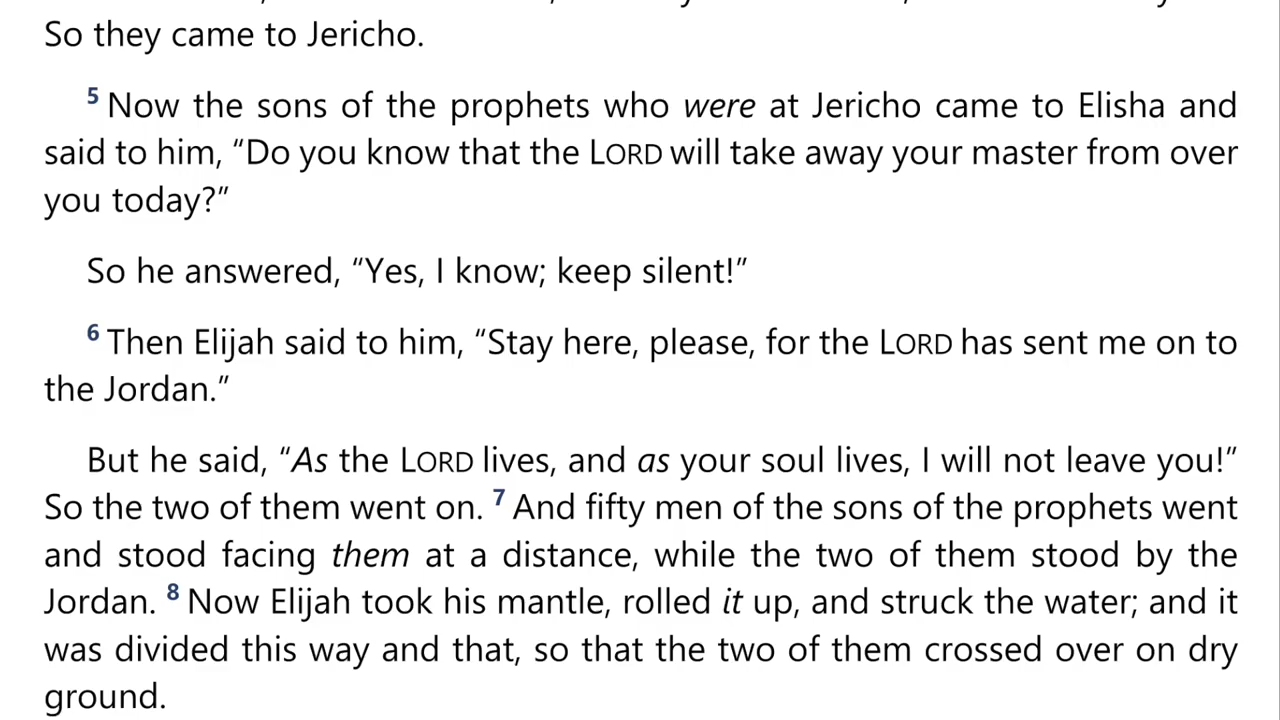 So they came to Jericho.
5 Now the sons of the prophets who were at Jericho came to Elisha and
said to him, “Do you know that the LORD will take away your master from over
you today?”
So he answered, “Yes, I know; keep silent!”
6 Then Elijah said to him, “Stay here, please, for the LORD has sent me on to
the Jordan.”
But he said, “As the LORD lives, and as your soul lives, I will not leave you!”
So the two of them went on. 7 And fifty men of the sons of the prophets went
and stood facing them at a distance, while the two of them stood by the
Jordan. 8 Now Elijah took his mantle, rolled it up, and struck the water; and it
was divided this way and that, so that the two of them crossed over on dry
ground.